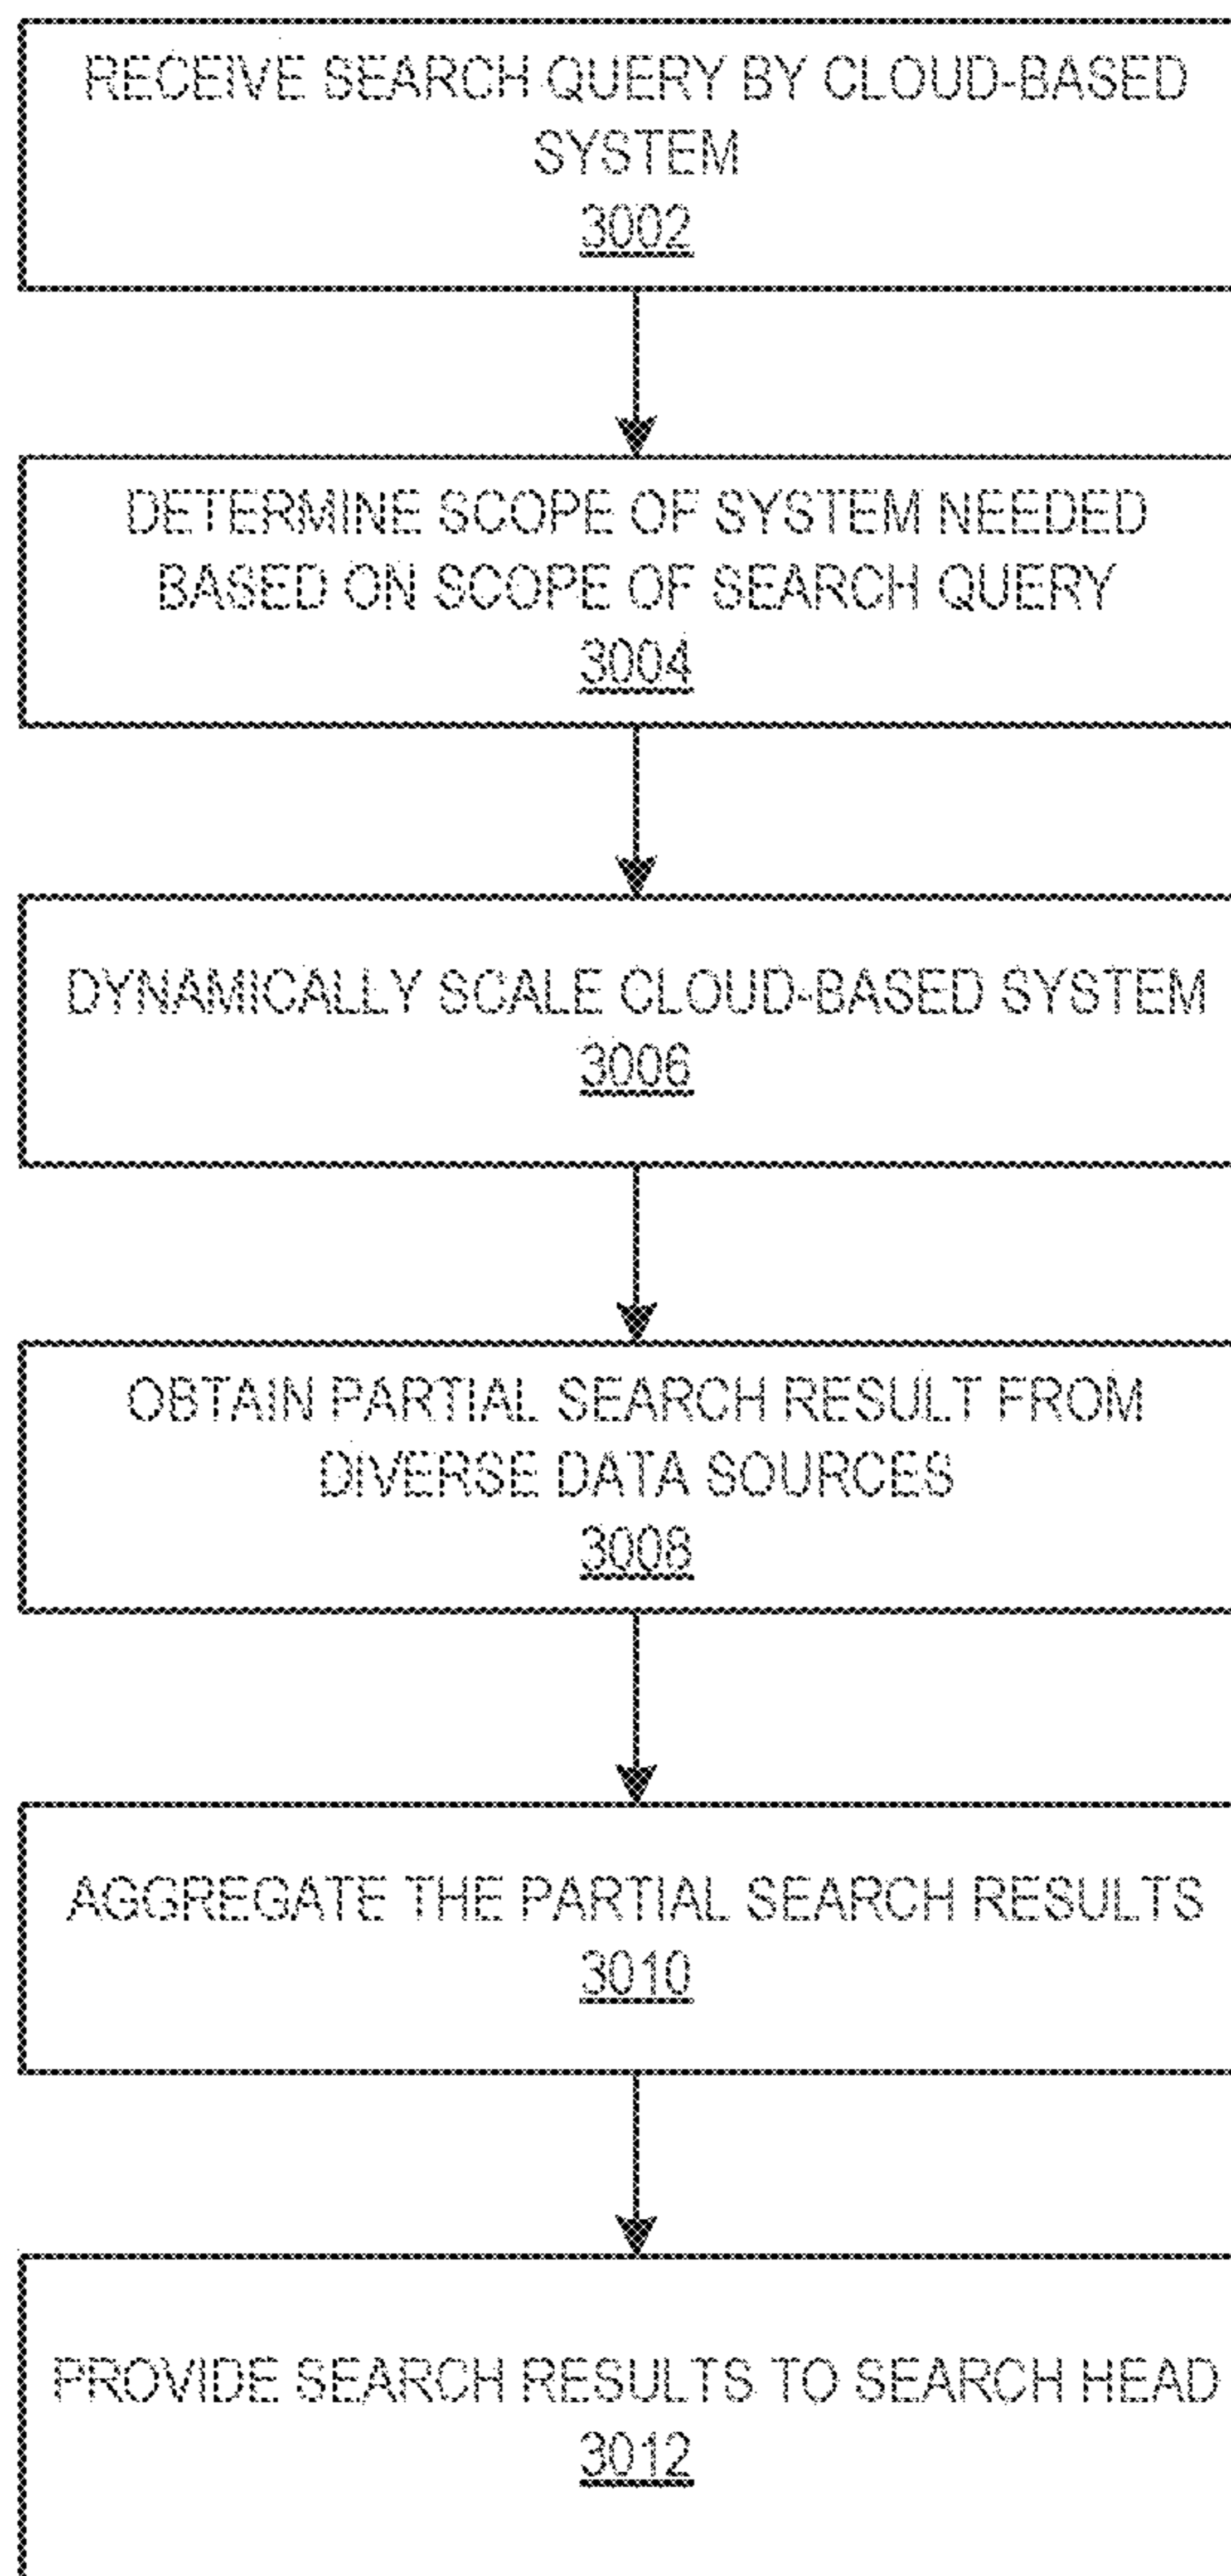 RECEIVE SEARCH QUERY BY CLOUD-BASED
SYSTEM
3002
DETERMINE SCOPE OF SYSTEM NEEDED
BASED ON SCOPE OF SEARCH QUERY
3004
DYNAMICALLY SCALE CLOUD-BASED SYSTEM
3006
OBTAIN PARTIAL SEARCH RESULT FROM
DIVERSE DATA SOURCES
3008
AGGREGATE THE PARTIAL SEARCH RESULTS
3010
PROVIDE SEARCH RESULTS TO SEARCH HEAD
3012